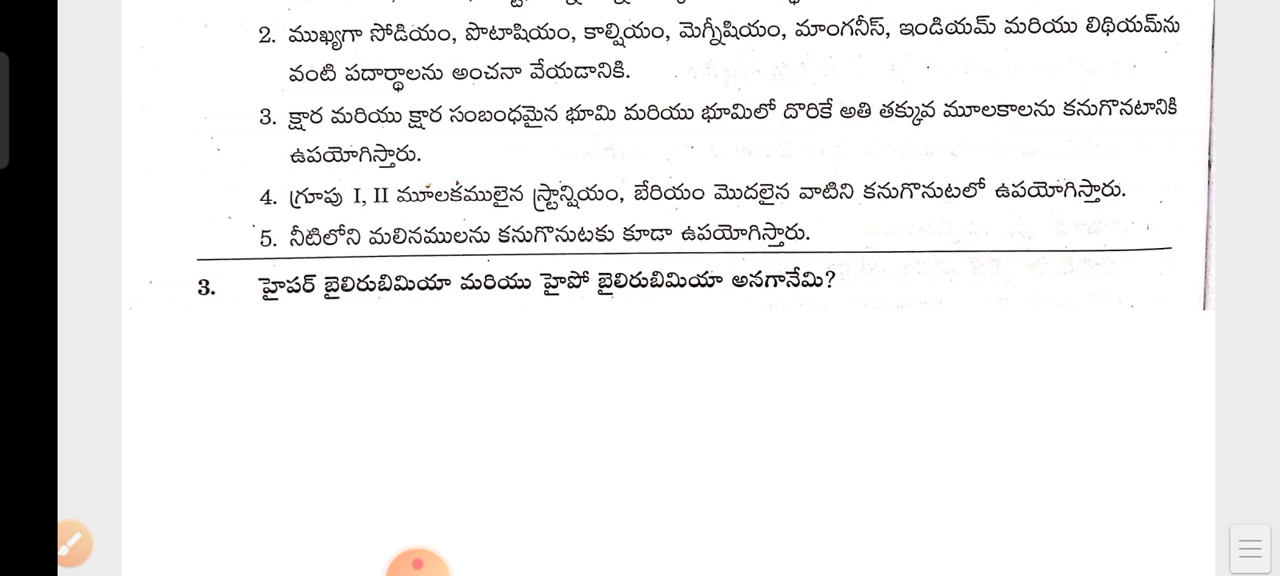 2. ముఖ్యగా సోడియం, పొటాషియం, కాల్షియం, మెగ్నీషియం, మాంగనీస్, ఇండియమ్ మరియు లిథియమ్‌ను
వంటి పదార్థాలను అంచనా వేయడానికి.
3. క్షార మరియు క్షార సంబంధమైన భూమి మరియు భూమిలో దొరికే అతి తక్కువ మూలకాలను కనుగొనటానికి
ఉపయోగిస్తారు.
4. గ్రూపు I, II మూలకములైన స్ట్రాన్షియం, బేరియం మొదలైన వాటిని కనుగొనుటలో ఉపయోగిస్తారు.
5. నీటిలోని మలినములను కనుగొనుటకు కూడా ఉపయోగిస్తారు.
3. హైపర్ బైలిరుబిమియా మరియు హైపో బైలిరుబిమియా అనగానేమి?